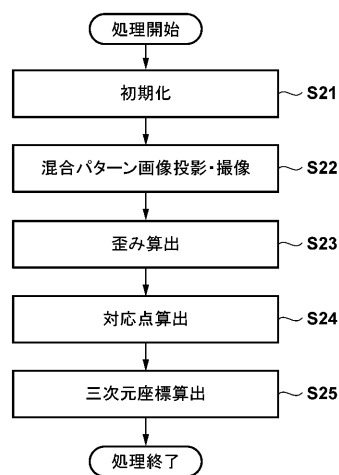 処理開始
初期化 S21
混合パターン画像投影・撮像 S22
歪み算出 S23
対応点算出 S24
三次元座標算出 S25
処理終了